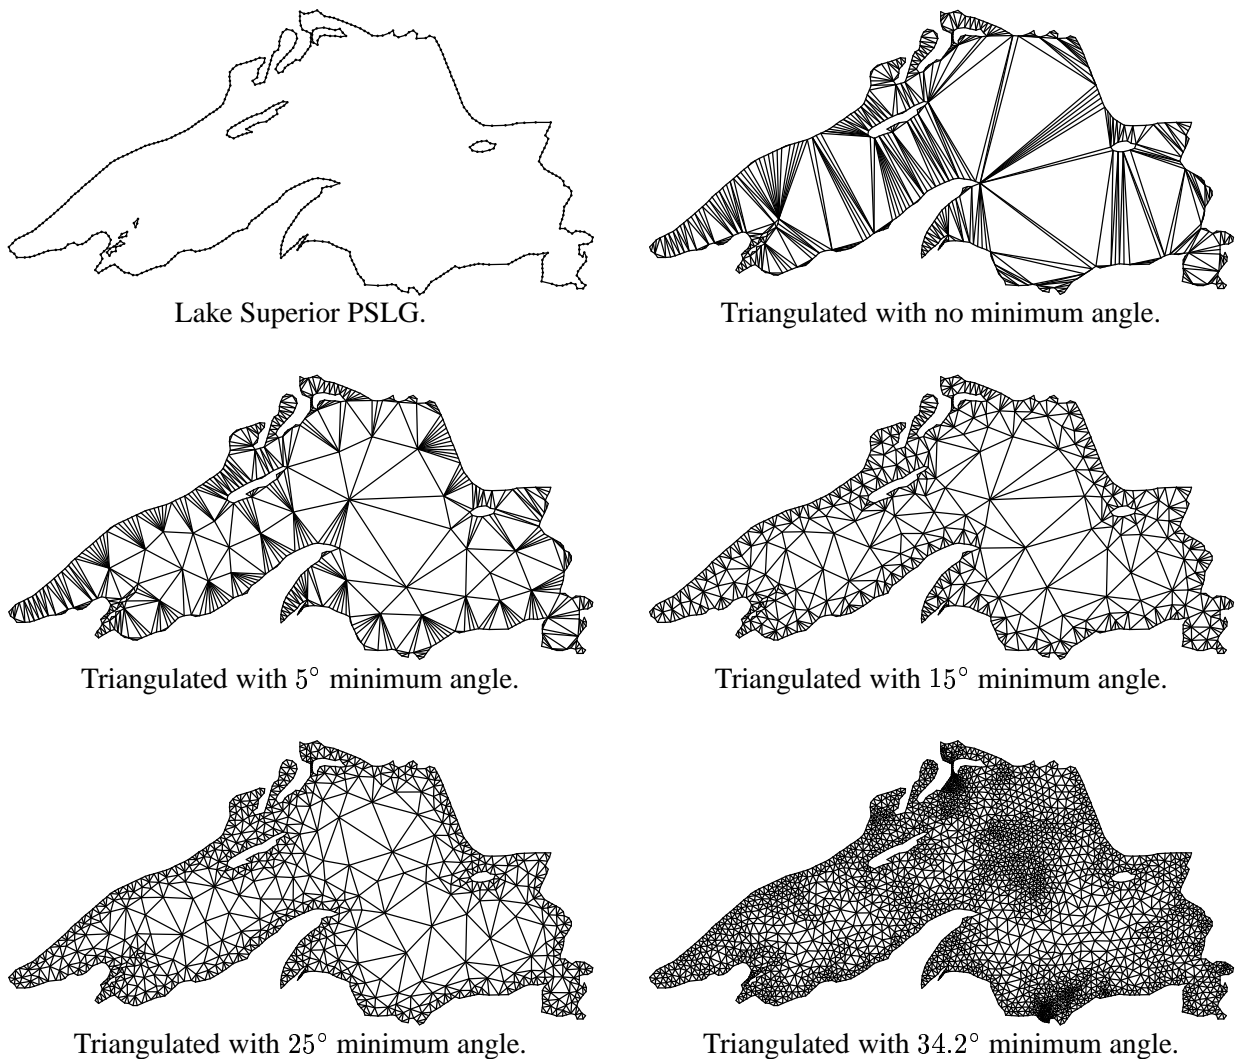 Lake Superior PSLG.
Triangulated with no minimum angle.
Triangulated with 5° minimum angle.
Triangulated with 15° minimum angle.
Triangulated with 25° minimum angle.
Triangulated with 34.2° minimum angle.